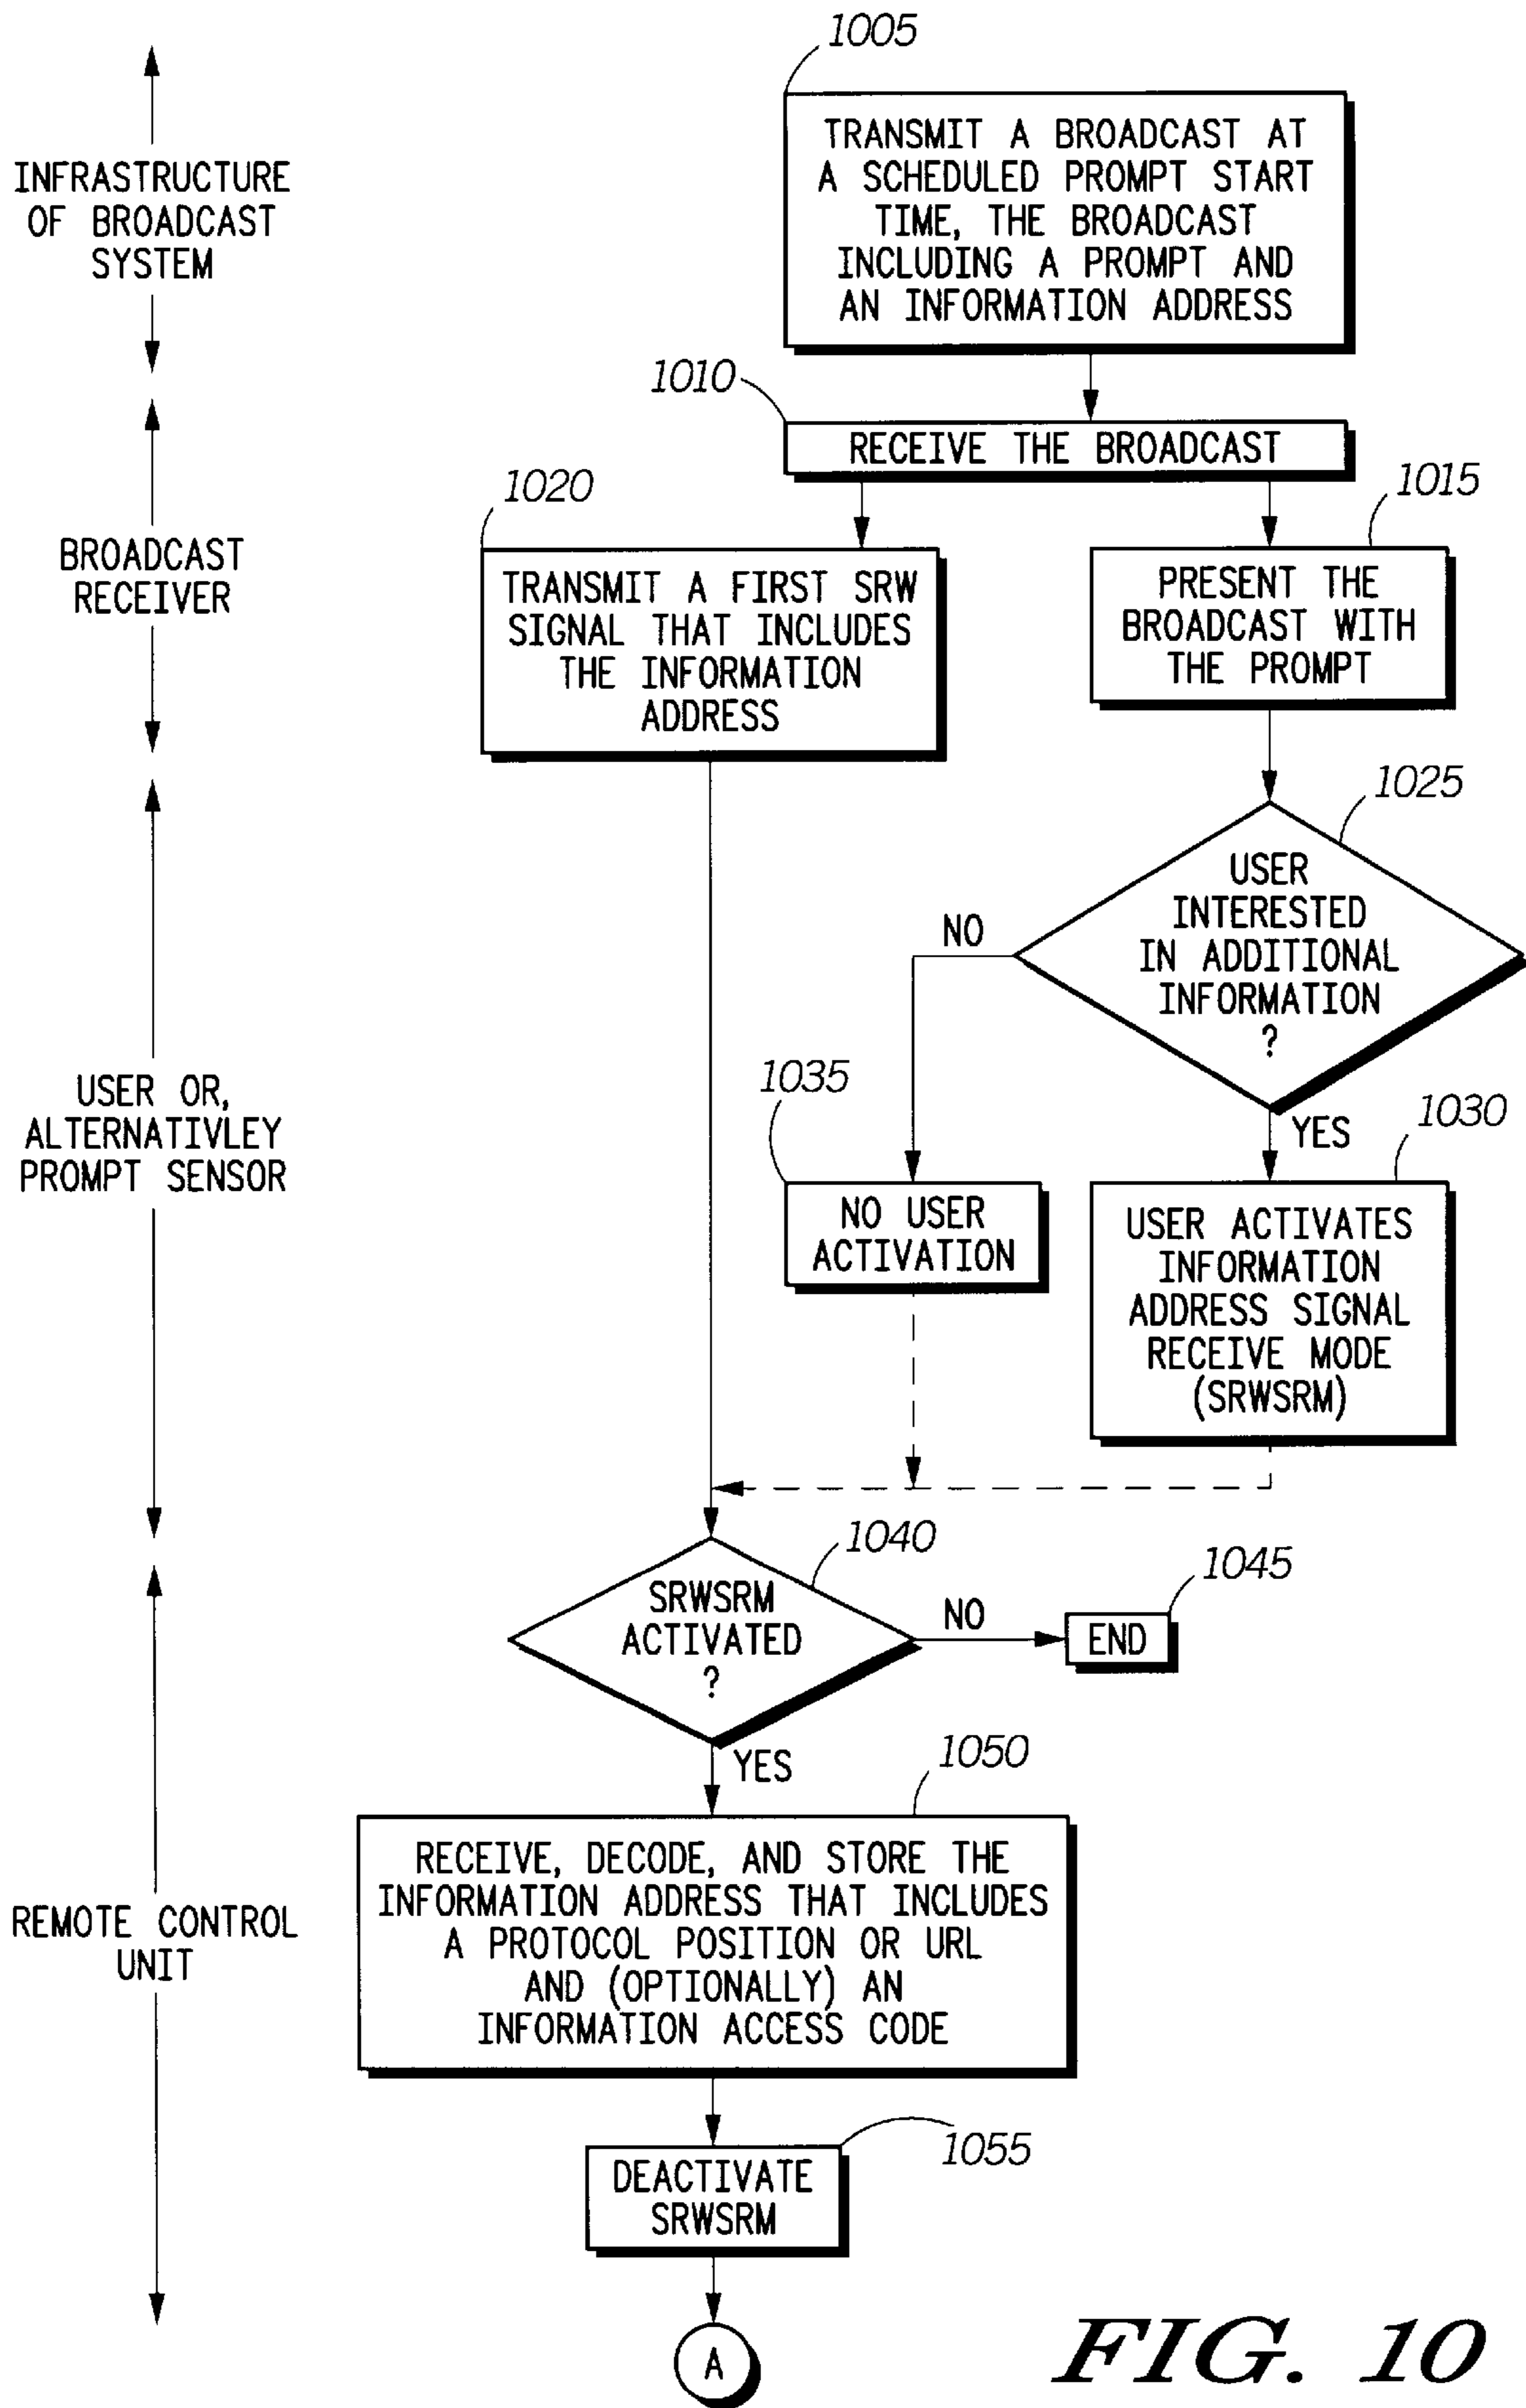 1005
TRANSMIT A BROADCAST AT
A SCHEDULED PROMPT START
TIME, THE BROADCAST
INCLUDING A PROMPT AND
AN INFORMATION ADDRESS
INFRASTRUCTURE
OF BROADCAST
SYSTEM
1010
RECEIVE THE BROADCAST
1020
1015
BROADCAST
RECEIVER
TRANSMIT A FIRST SRW
SIGNAL THAT INCLUDES
THE INFORMATION
ADDRESS
PRESENT THE
BROADCAST WITH
THE PROMPT
1025
USER
INTERESTED
IN ADDITIONAL
INFORMATION
?
NO
YES
USER OR,
ALTERNATIVLEY
PROMPT SENSOR
1035
NO USER
ACTIVATION
1030
USER ACTIVATES
INFORMATION
ADDRESS SIGNAL
RECEIVE MODE
(SRWSRM)
1040
SRWSRM
ACTIVATED
?
NO
1045
END
YES
1050
REMOTE CONTROL
UNIT
RECEIVE, DECODE, AND STORE THE
INFORMATION ADDRESS THAT INCLUDES
A PROTOCOL POSITION OR URL
AND (OPTIONALLY) AN
INFORMATION ACCESS CODE
1055
DEACTIVATE
SRWSRM
A
FIG. 10